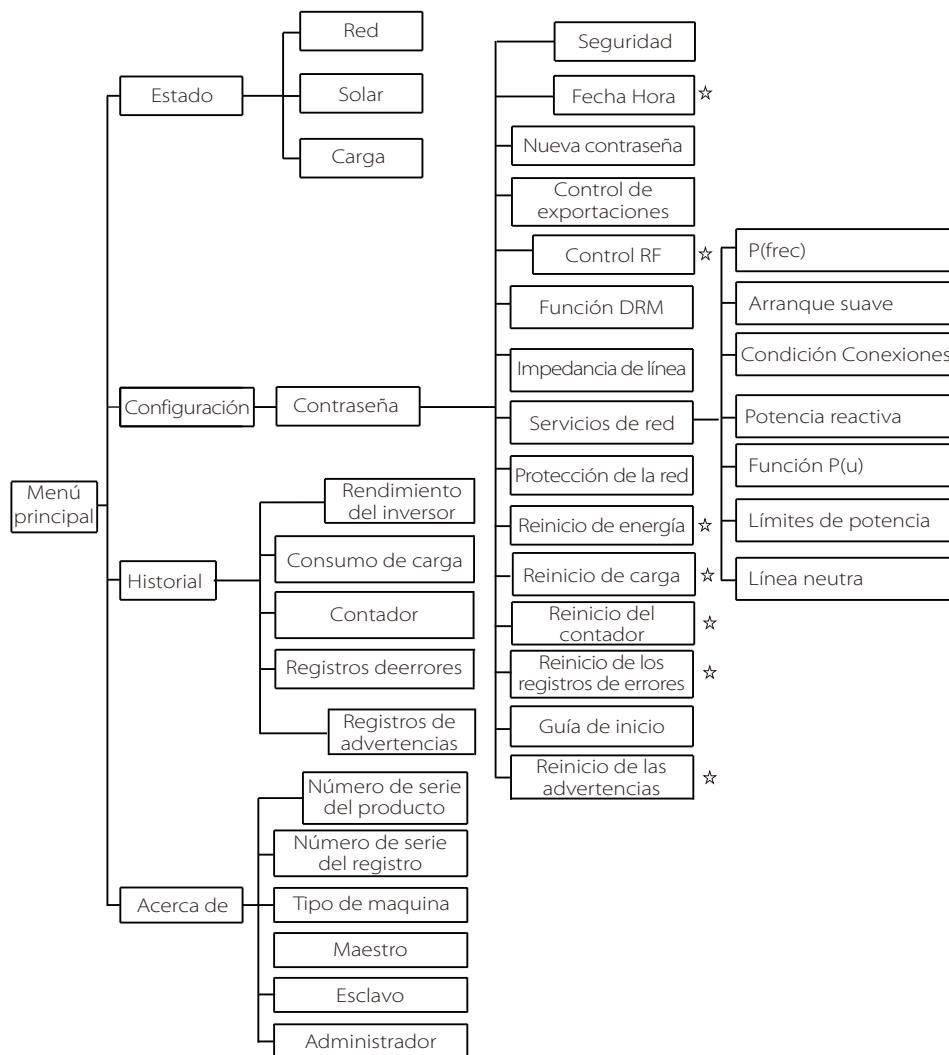 Menú
principal
Estado
Red
Solar
Carga
Configuración
Contraseña
Seguridad
Fecha Hora ☆
Nueva contraseña
Control de
exportaciones
Control RF ☆
Función DRM
Impedancia de línea
Servicios de red
P(frec)
Arranque suave
Condición Conexiones
Potencia reactiva
Función P(u)
Límites de potencia
Línea neutra
Protección de la red
Reinicio de energía ☆
Reinicio de carga ☆
Reinicio del
contador ☆
Reinicio de los
registros de errores ☆
Guía de inicio
Reinicio de las
advertencias ☆
Historial
Rendimiento
del inversor
Consumo de carga
Contador
Registros deerrores
Registros de
advertencias
Acerca de
Número de serie
del producto
Número de serie
del registro
Tipo de maquina
Maestro
Esclavo
Administrador